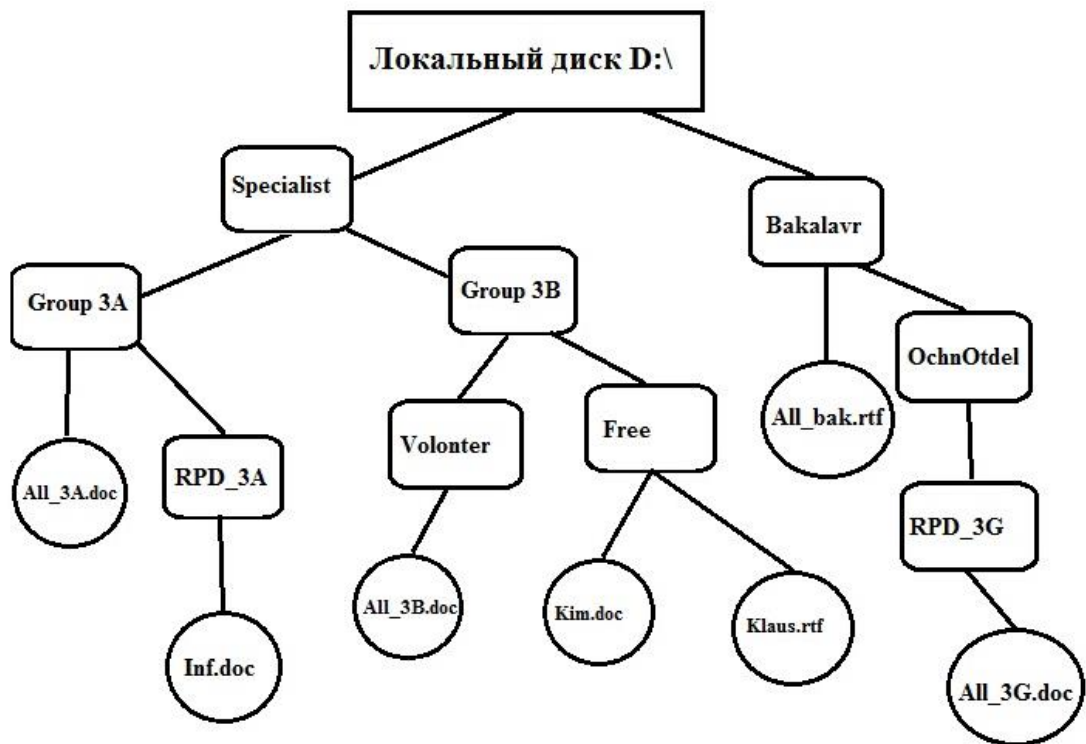 Локальный диск D:\
Specialist
Bakalavr
Group 3A
Group 3B
OchnOtdel
All_bak.rtf
Volonter
Free
All_3A.doc
RPD_3A
RPD_3G
All_3B.doc
Kim.doc
Klaus.rtf
Inf.doc
All_3G.doc